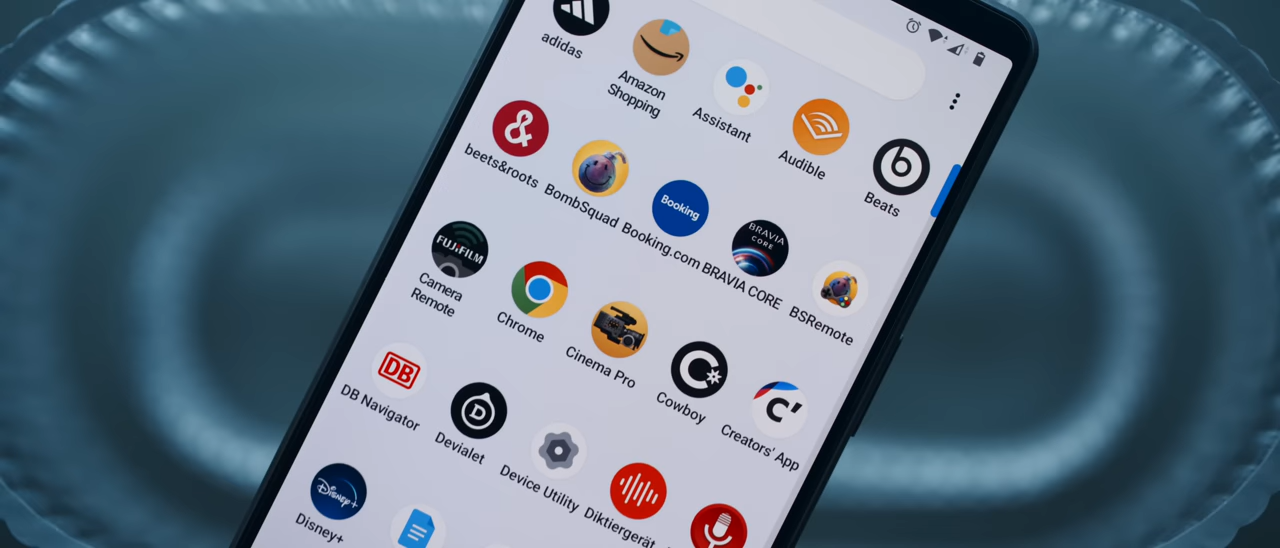 adidas
Amazon
Shopping
Assistant
Audible
Beats
beets&roots
BombSquad
Booking
Booking.com
BRAVIA
CORE
BRAVIA CORE
BSRemote
FUJIFILM
Camera
Remote
Chrome
Cinema Pro
Cowboy
C'
Creators' App
DB
DB Navigator
D
Devialet
Device Utility
Diktiergerät
Disney+
Disney+